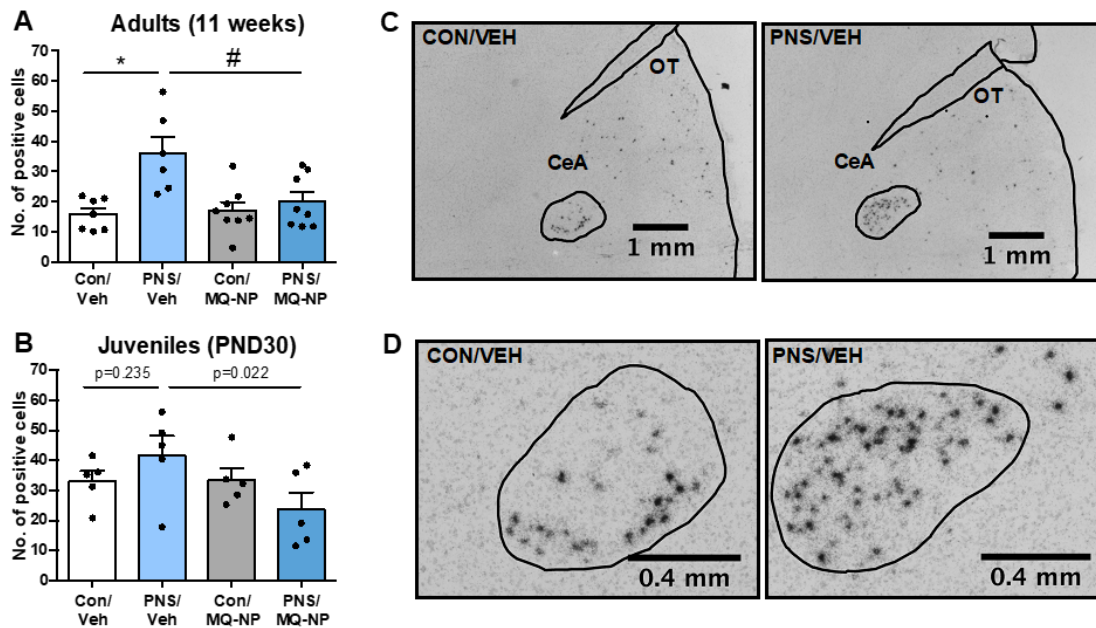 A
Adults (11 weeks)
No. of positive cells
70
60
50
40
30
20
10
0
*
#
Con/
Veh
PNS/
Veh
Con/
MQ-NP
PNS/
MQ-NP
B
Juveniles (PND30)
No. of positive cells
70
60
50
40
30
20
10
0
p=0.235
p=0.022
Con/
Veh
PNS/
Veh
Con/
MQ-NP
PNS/
MQ-NP
C
CON/VEH
OT
CeA
1 mm
PNS/VEH
OT
CeA
1 mm
D
CON/VEH
0.4 mm
PNS/VEH
0.4 mm